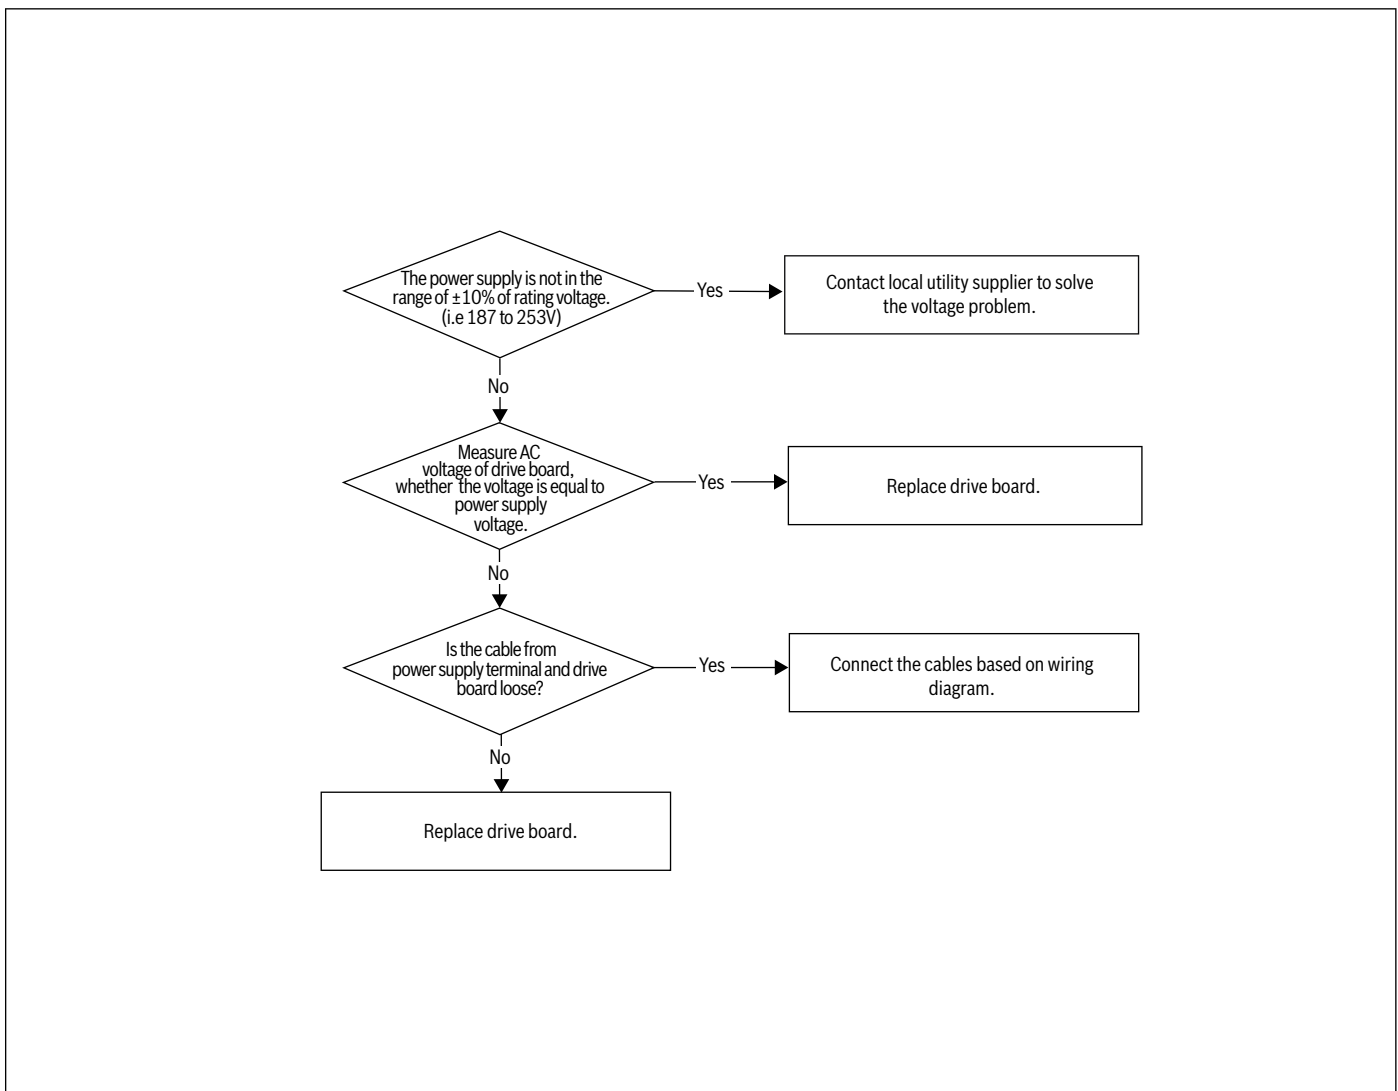 The power supply is not in the
range of ±10% of rating voltage.
(i.e 187 to 253V)
Yes
Contact local utility supplier to solve
the voltage problem.
No
Measure AC
voltage of drive board,
whether the voltage is equal to
power supply
voltage.
Yes
Replace drive board.
No
Is the cable from
power supply terminal and drive
board loose?
Yes
Connect the cables based on wiring
diagram.
No
Replace drive board.